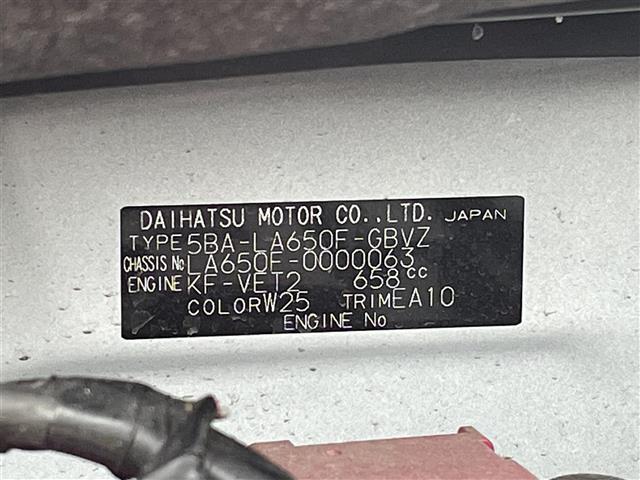 DAIHATSU MOTOR CO.,LTD. JAPAN
TYPE 5BA-LA650F-GBVZ
CHASSIS No LA650F-0000063
ENGINE KF-VET2 658cc
COLOR W25 TRIM EA10
ENGINE No